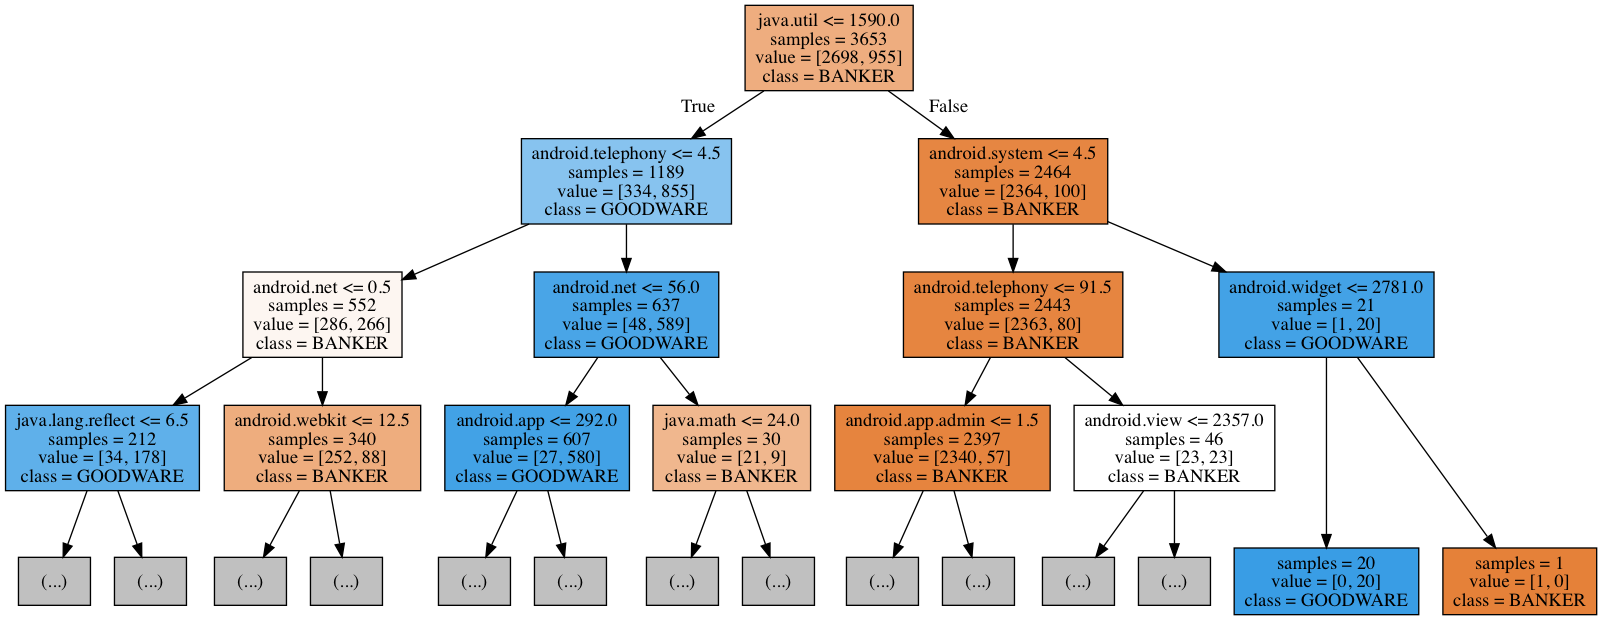 java.util <= 1590.0
samples = 3653
value = [2698, 955]
class = BANKER
True
False
android.telephony <= 4.5
samples = 1189
value = [334, 855]
class = GOODWARE
android.system <= 4.5
samples = 2464
value = [2364, 100]
class = BANKER
android.net <= 0.5
samples = 552
value = [286, 266]
class = BANKER
android.net <= 56.0
samples = 637
value = [48, 589]
class = GOODWARE
android.telephony <= 91.5
samples = 2443
value = [2363, 80]
class = BANKER
android.widget <= 2781.0
samples = 21
value = [1, 20]
class = GOODWARE
java.lang.reflect <= 6.5
samples = 212
value = [34, 178]
class = GOODWARE
android.webkit <= 12.5
samples = 340
value = [252, 88]
class = BANKER
android.app <= 292.0
samples = 607
value = [27, 580]
class = GOODWARE
java.math <= 24.0
samples = 30
value = [21, 9]
class = BANKER
android.app.admin <= 1.5
samples = 2397
value = [2340, 57]
class = BANKER
android.view <= 2357.0
samples = 46
value = [23, 23]
class = BANKER
(...)
(...)
(...)
(...)
(...)
(...)
(...)
(...)
(...)
(...)
(...)
(...)
samples = 20
value = [0, 20]
class = GOODWARE
samples = 1
value = [1, 0]
class = BANKER